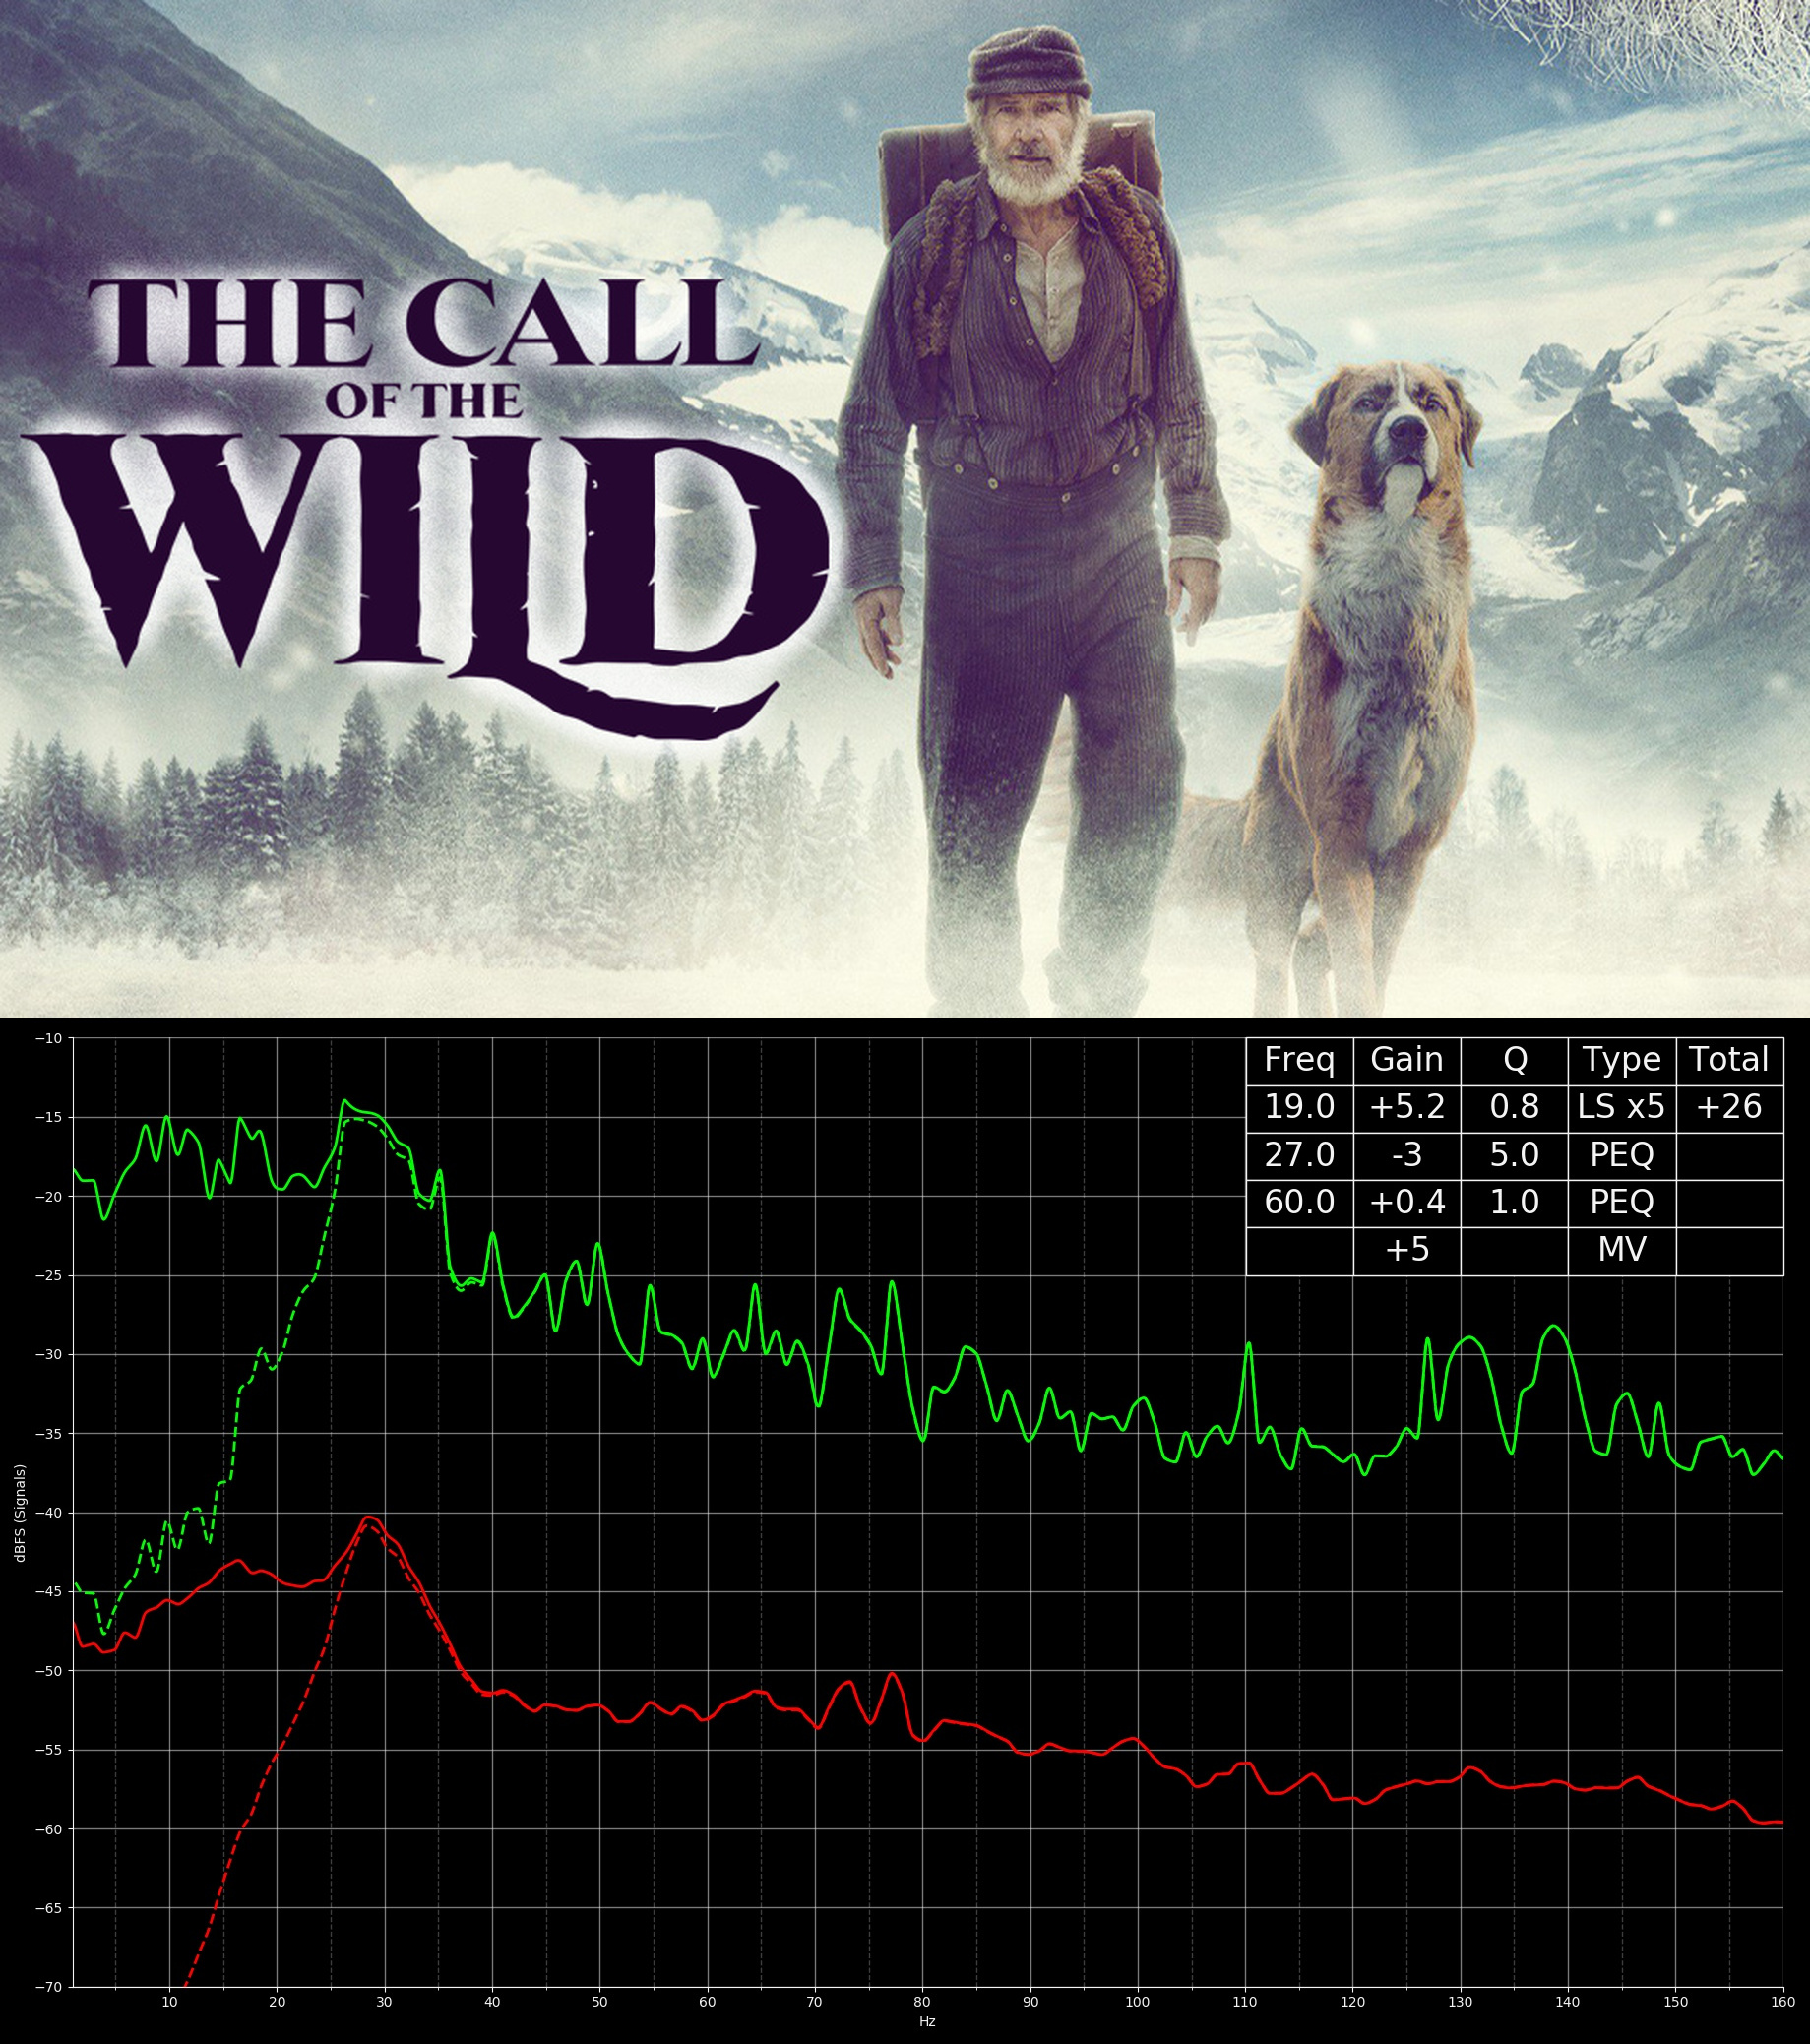 THE CALL
OF THE
WILD
Freq Gain Q Type Total
19.0 +5.2 0.8 LS x5 +26
27.0 -3 5.0 PEQ
60.0 +0.4 1.0 PEQ
+5 MV
−10
−15
−20
−25
−30
−35
−40
−45
−50
−55
−60
−65
−70
dBFS (Signals)
10 20 30 40 50 60 70 80 90 100 110 120 130 140 150 160
Hz